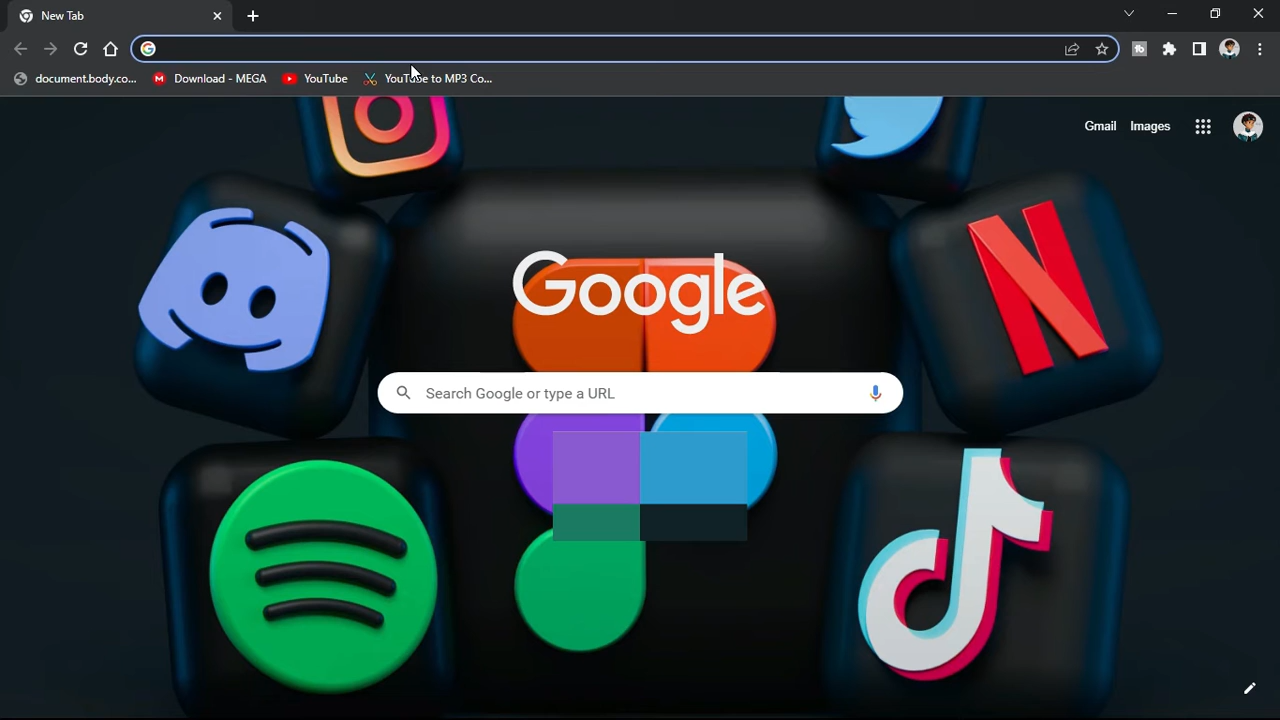 New Tab
document.body.co...
Download - MEGA
YouTube
YouTube to MP3 Co...
Gmail
Images
Google
Search Google or type a URL